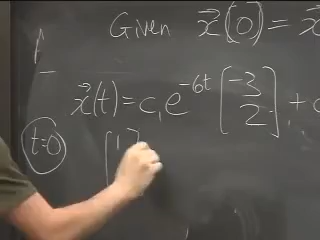 Given x⃗[0] = x⃗
x⃗(t) = c₁e^{-6t} [-3 2] + c
t=0 [1